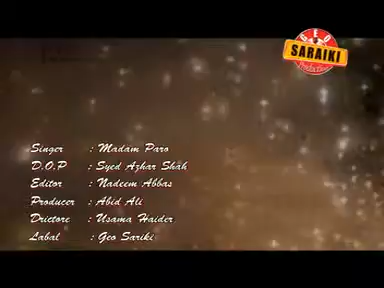 GEO
SARAIKI
Production
Singer : Madam Paro
D.O.P : Syed Azhar Shah
Editor : Nadeem Abbas
Producer : Abid Ali
Drictore : Usama Haider
Labal : Geo Sariki